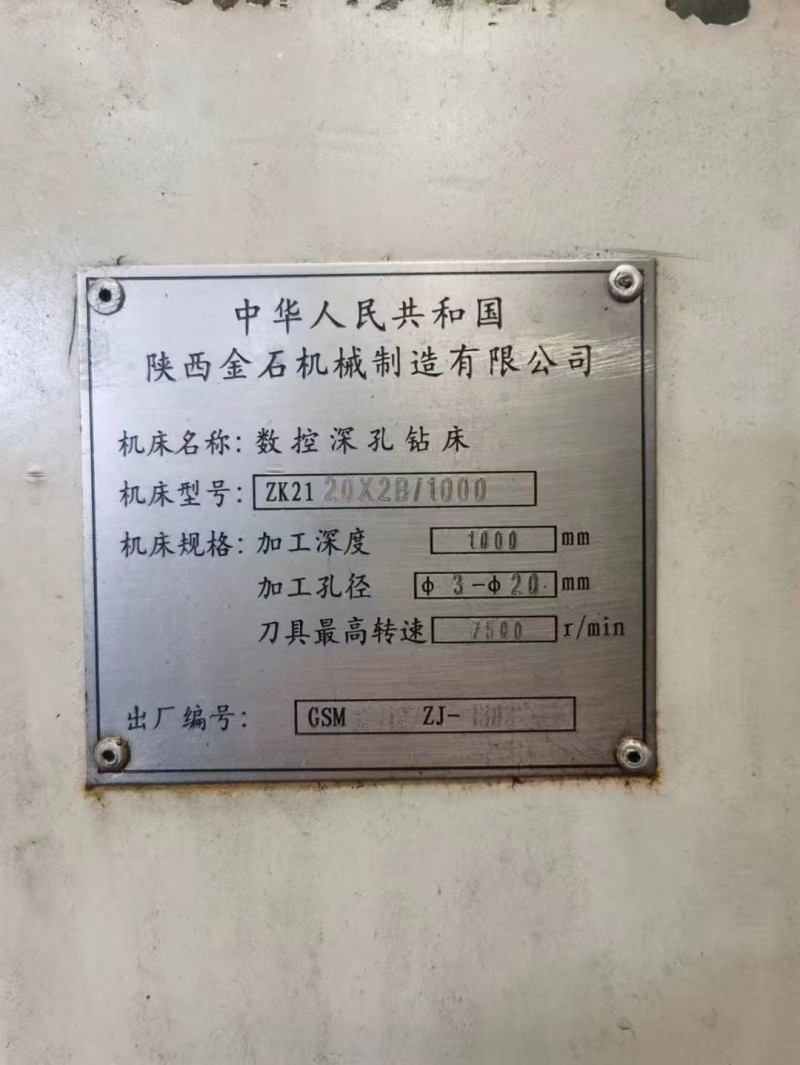 中华人民共和国
陕西金石机械制造有限公司
机床名称：数控深孔钻床
机床型号：ZK2120X2B/1000
机床规格：加工深度 1000 mm
加工孔径 Φ 3-Φ 20 mm
刀具最高转速 7500 r/min
出厂编号： GSM ZJ-